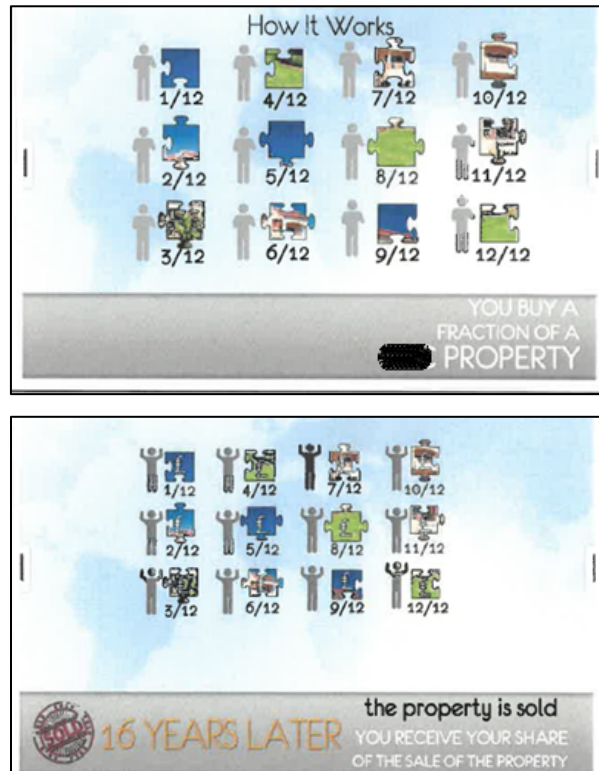 How It Works
1/12 4/12 7/12 10/12
2/12 5/12 8/12 11/12
3/12 6/12 9/12 12/12
YOU BUY A
FRACTION OF A
PROPERTY
1/12 4/12 7/12 10/12
2/12 5/12 8/12 11/12
3/12 6/12 9/12 12/12
SOLD
16 YEARS LATER
the property is sold
YOU RECEIVE YOUR SHARE
OF THE SALE OF THE PROPERTY